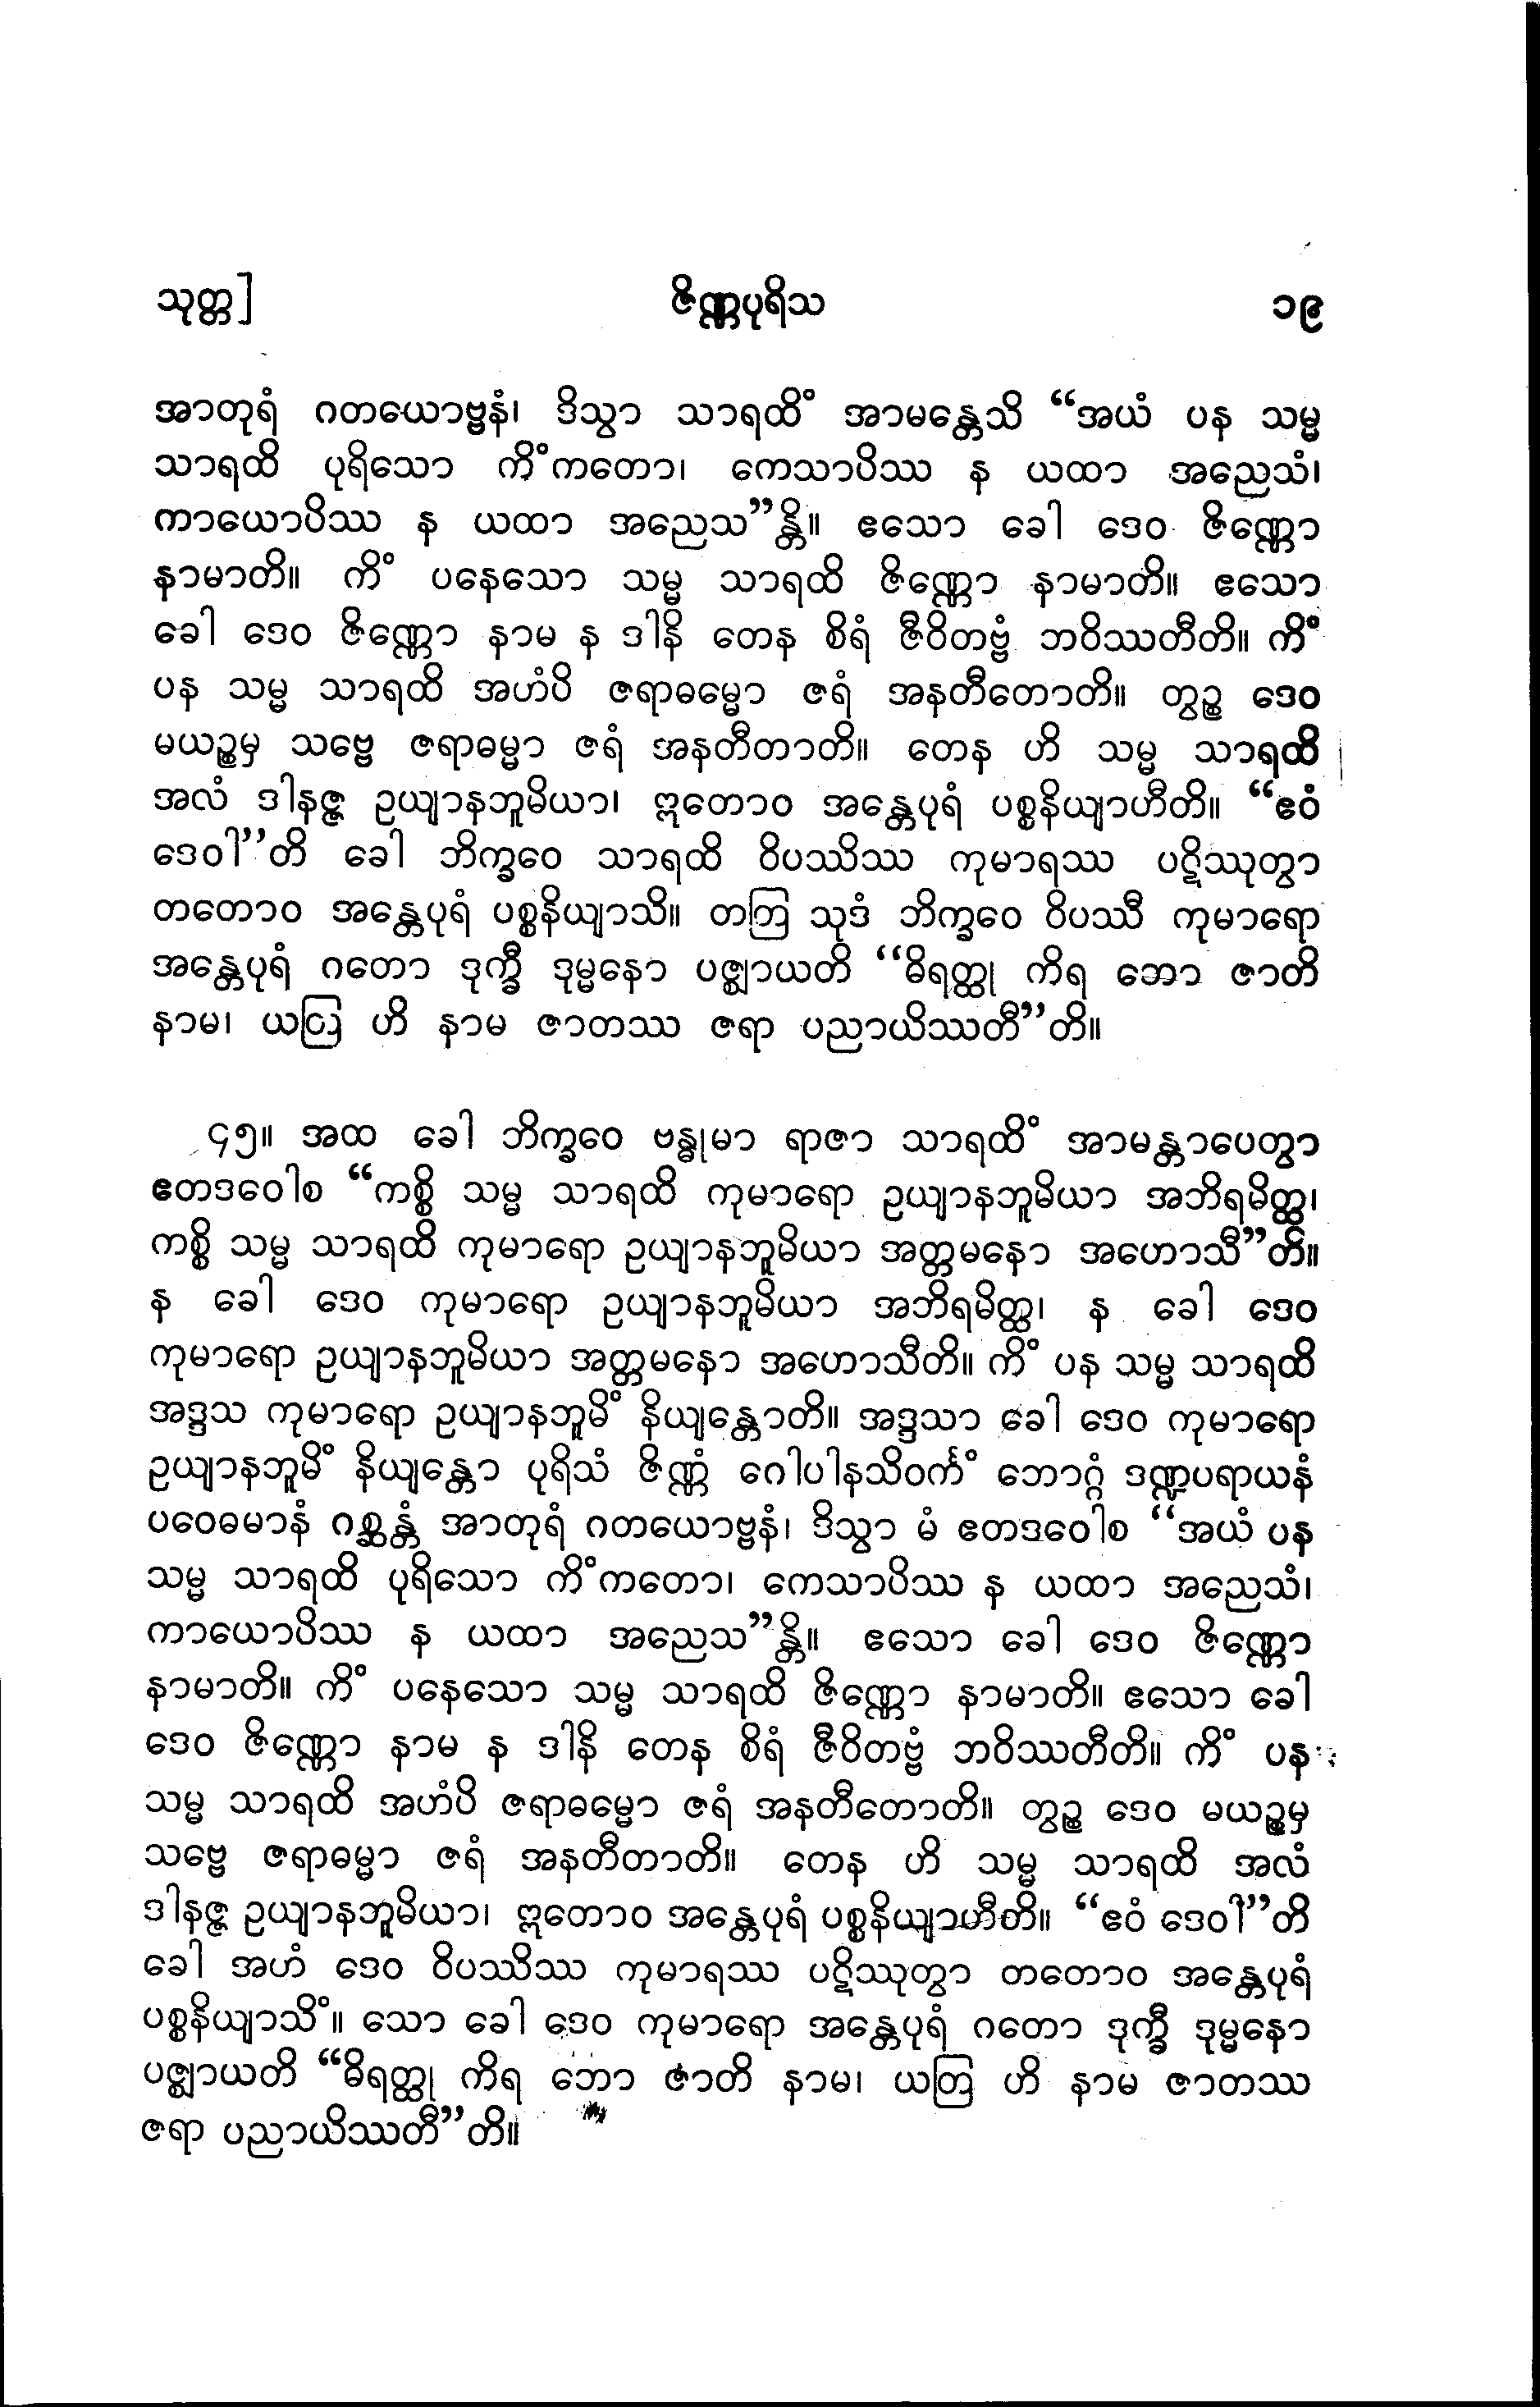 သုတ္တ] ဇိဏ္ဏပုရိသ ၁၉
အာတုရံ ဂတယောဗ္ဗနံ၊ ဒိသွာ သာရထိံ အာမန္တေသိ “အယံ ပန သမ္မ
သာရထိ ပုရိသော ကိံကတော၊ ကေသာပိဿ န ယထာ အညေသံ၊
ကာယောပိဿ န ယထာ အညေသ”န္တိ။ ဧသော ခေါ ဒေဝ ဇိဏ္ဏော
နာမာတိ။ ကိံ ပနေသော သမ္မ သာရထိ ဇိဏ္ဏော နာမာတိ။ ဧသော
ခေါ ဒေဝ ဇိဏ္ဏော နာမ န ဒါနိ တေန စိရံ ဇီဝိတဗ္ဗံ ဘဝိဿတီတိ။ ကိံ
ပန သမ္မ သာရထိ အဟံပိ ဇရာဓမ္မော ဇရံ အနတီတောတိ။ တွဉ္စ ဒေဝ
မယဉ္စမှ သဗ္ဗေ ဇရာဓမ္မာ ဇရံ အနတီတာတိ။ တေန ဟိ သမ္မ သာရထိ
အလံ ဒါနဇ္ဇ ဥယျာနဘူမိယာ၊ ဣတောဝ အန္တေပုရံ ပစ္စနိယျာဟီတိ။ “ဧဝံ
ဒေဝါ”တိ ခေါ ဘိက္ခဝေ သာရထိ ဝိပဿိဿ ကုမာရဿ ပဋိဿုတွာ
တတောဝ အန္တေပုရံ ပစ္စနိယျာသိ။ တတြ သုဒံ ဘိက္ခဝေ ဝိပဿီ ကုမာရော
အန္တေပုရံ ဂတော ဒုက္ခီ ဒုမ္မနော ပဇ္ဈာယတိ “ဓိရတ္ထု ကိရ ဘော ဇာတိ
နာမ၊ ယတြ ဟိ နာမ ဇာတဿ ဇရာ ပညာယိဿတီ”တိ။
၄၅။ အထ ခေါ ဘိက္ခဝေ ဗန္ဓုမာ ရာဇာ သာရထိံ အာမန္တာပေတွာ
ဧတဒဝေါစ “ကစ္စိ သမ္မ သာရထိ ကုမာရော ဥယျာနဘူမိယာ အဘိရမိတ္ထ၊
ကစ္စိ သမ္မ သာရထိ ကုမာရော ဥယျာနဘူမိယာ အတ္တမနော အဟောသီ”တိ။
န ခေါ ဒေဝ ကုမာရော ဥယျာနဘူမိယာ အဘိရမိတ္ထ၊ န ခေါ ဒေဝ
ကုမာရော ဥယျာနဘူမိယာ အတ္တမနော အဟောသီတိ။ ကိံ ပန သမ္မ သာရထိ
အဒ္ဒသ ကုမာရော ဥယျာနဘူမိံ နိယျန္တောတိ။ အဒ္ဒသာ ခေါ ဒေဝ ကုမာရော
ဥယျာနဘူမိံ နိယျန္တော ပုရိသံ ဇိဏ္ဏံ ဂေါပါနသိဝင်္ကံ ဘောဂ္ဂံ ဒဏ္ဍပရာယနံ
ပဝေဓမာနံ ဂစ္ဆန္တံ အာတုရံ ဂတယောဗ္ဗနံ၊ ဒိသွာ မံ ဧတဒဝေါစ “အယံ ပန
သမ္မ သာရထိ ပုရိသော ကိံကတော၊ ကေသာပိဿ န ယထာ အညေသံ၊
ကာယောပိဿ န ယထာ အညေသ”န္တိ။ ဧသော ခေါ ဒေဝ ဇိဏ္ဏော
နာမာတိ။ ကိံ ပနေသော သမ္မ သာရထိ ဇိဏ္ဏော နာမာတိ။ ဧသော ခေါ
ဒေဝ ဇိဏ္ဏော နာမ န ဒါနိ တေန စိရံ ဇီဝိတဗ္ဗံ ဘဝိဿတီတိ။ ကိံ ပန
သမ္မ သာရထိ အဟံပိ ဇရာဓမ္မော ဇရံ အနတီတောတိ။ တွဉ္စ ဒေဝ မယဉ္စမှ
သဗ္ဗေ ဇရာဓမ္မာ ဇရံ အနတီတာတိ။ တေန ဟိ သမ္မ သာရထိ အလံ
ဒါနဇ္ဇ ဥယျာနဘူမိယာ၊ ဣတောဝ အန္တေပုရံ ပစ္စနိယျာဟီတိ။ “ဧဝံ ဒေဝါ”တိ
ခေါ အဟံ ဒေဝ ဝိပဿိဿ ကုမာရဿ ပဋိဿုတွာ တတောဝ အန္တေပုရံ
ပစ္စနိယျာသိံ။ သော ခေါ ဒေဝ ကုမာရော အန္တေပုရံ ဂတော ဒုက္ခီ ဒုမ္မနော
ပဇ္ဈာယတိ “ဓိရတ္ထု ကိရ ဘော ဇာတိ နာမ၊ ယတြ ဟိ နာမ ဇာတဿ
ဇရာ ပညာယိဿတီ”တိ။